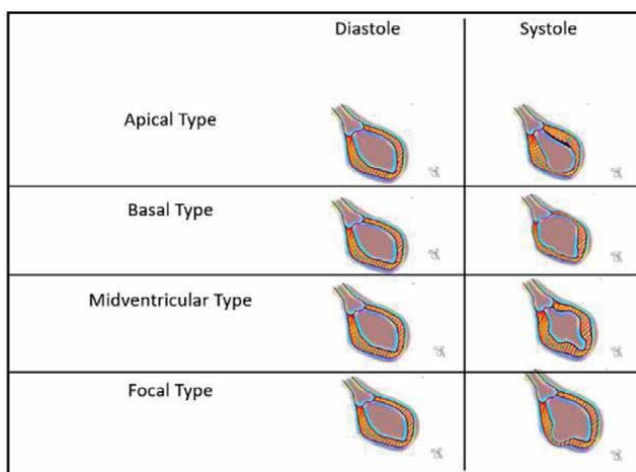 Diastole Systole
Apical Type
Basal Type
Midventricular Type
Focal Type